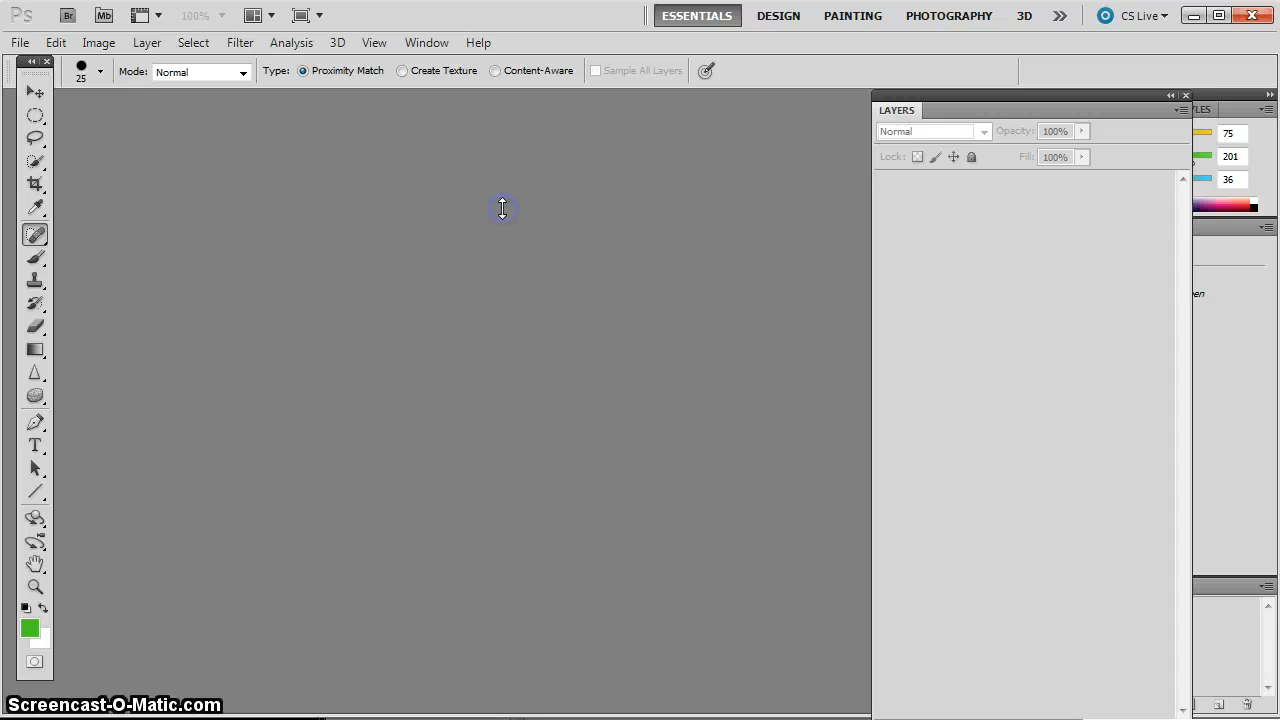 Ps Br Mb 100% ESSENTIALS DESIGN PAINTING PHOTOGRAPHY 3D CS Live
File Edit Image Layer Select Filter Analysis 3D View Window Help
25 Mode: Normal Type: Proximity Match Create Texture Content-Aware Sample All Layers
LAYERS YLES
Normal Opacity: 100% 75
Lock: Fill: 100% 201
36
en
T
Screencast-O-Matic.com